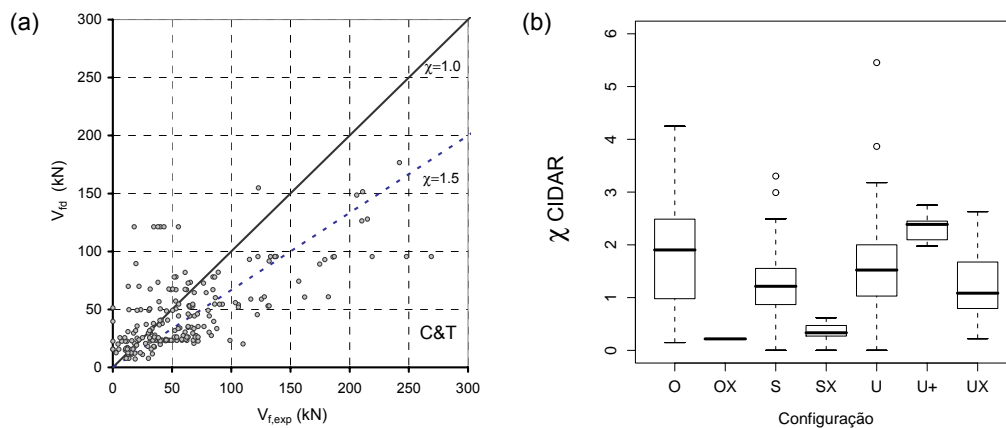 (a)
300
250
200
150
100
50
0
V_fd (kN)
χ=1.0
χ=1.5
C&T
0 50 100 150 200 250 300
V_f,exp (kN)
(b)
6
5
4
3
2
1
0
χ CIDAR
O OX S SX U U+ UX
Configuração